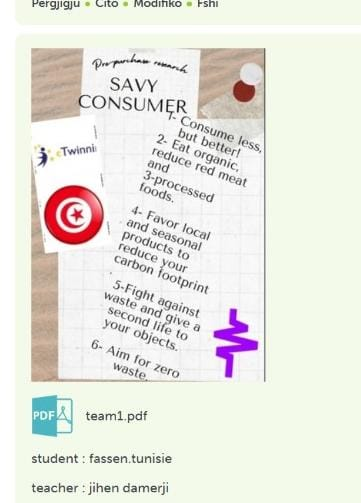 Përgjigju • Cito • Modifiko • Fshi
Pre-purchase research
SAVY
CONSUMER
1- Consume less,
but better!
2- Eat organic,
reduce red meat
and
3-processed
foods.
4- Favor local
and seasonal
products to
reduce your
carbon footprint
5-Fight against
waste and give a
second life to
your objects.
6- Aim for zero
waste.
eTwinni
PDF
team1.pdf
student : fassen.tunisie
teacher : jihen damerji